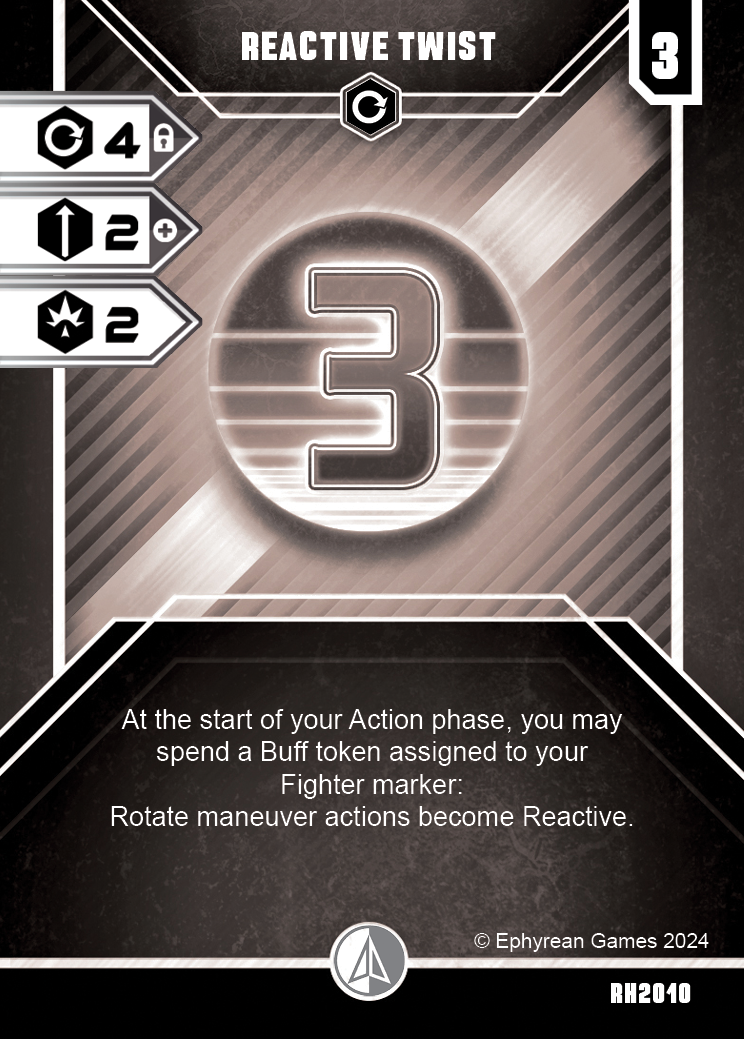 REACTIVE TWIST
3
4
2
2
3
At the start of your Action phase, you may
spend a Buff token assigned to your
Fighter marker:
Rotate maneuver actions become Reactive.
© Ephyrean Games 2024
RH2010